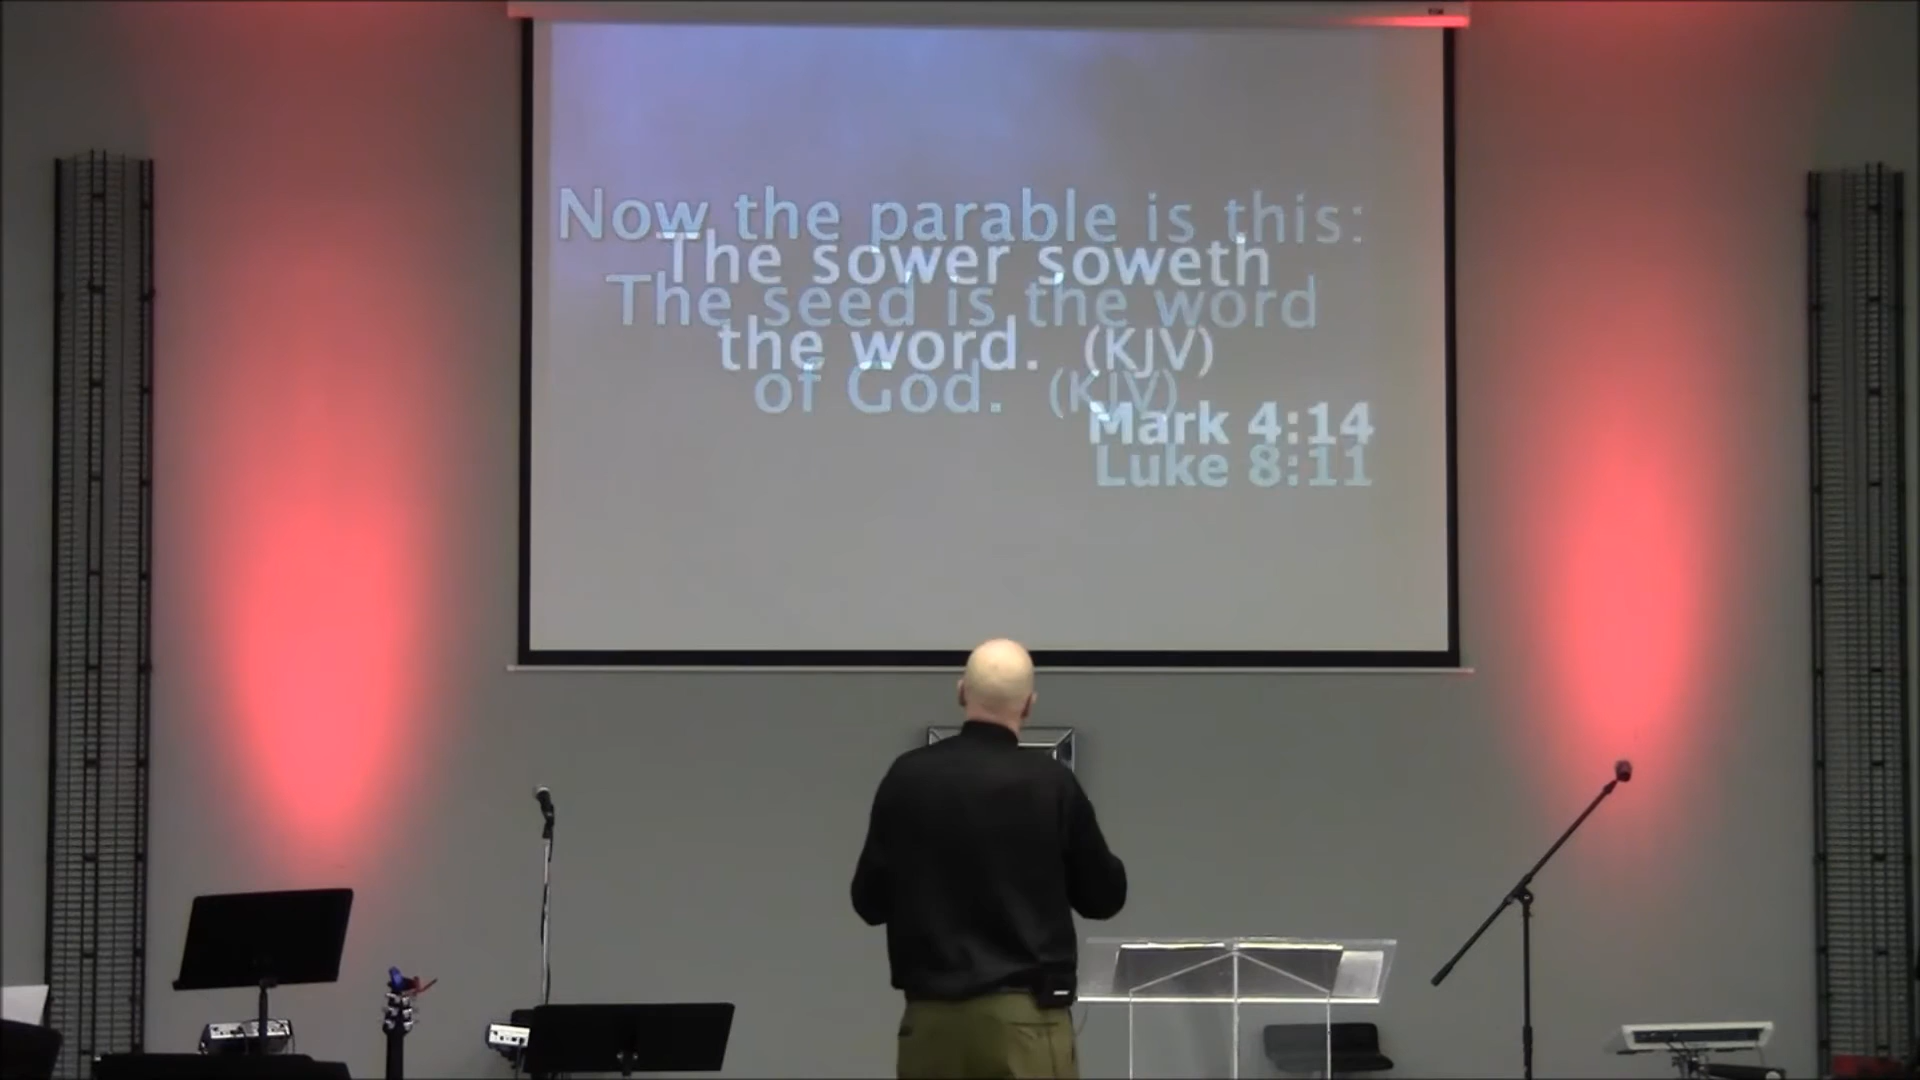 Now the parable is this:
The sower soweth
The seed is the word
the word. (KJV)
of God. (KJV)
Mark 4:14
Luke 8:11